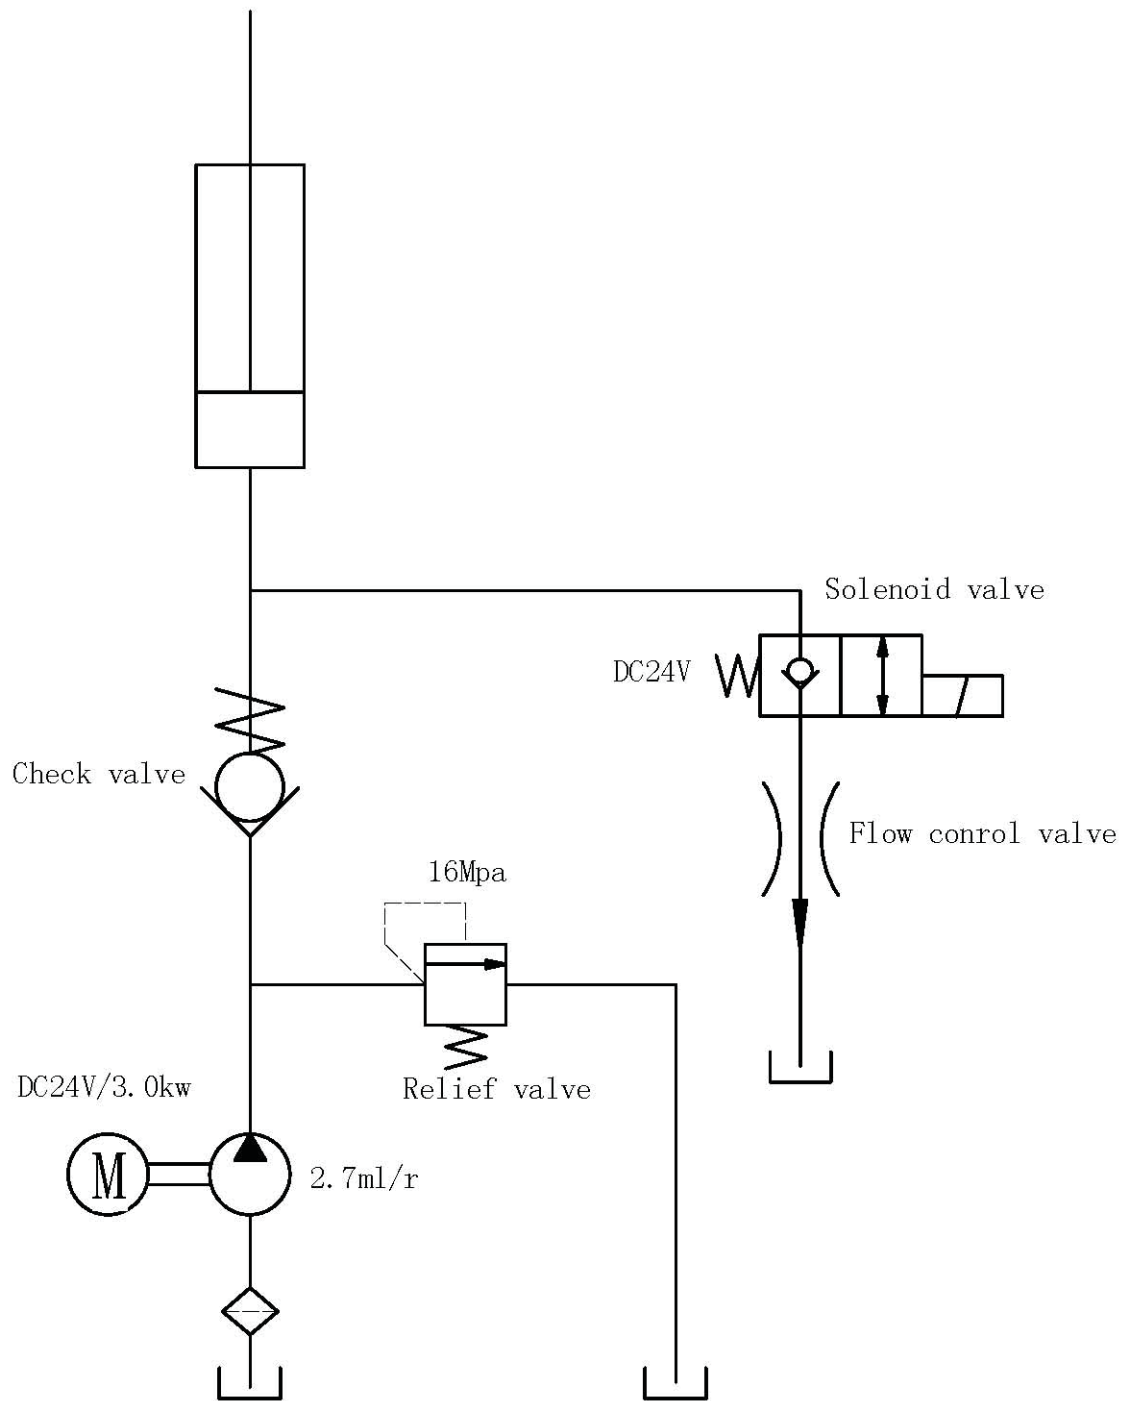 Solenoid valve
DC24V
Check valve
Flow conrol valve
16Mpa
Relief valve
DC24V/3.0kw
M
2.7ml/r